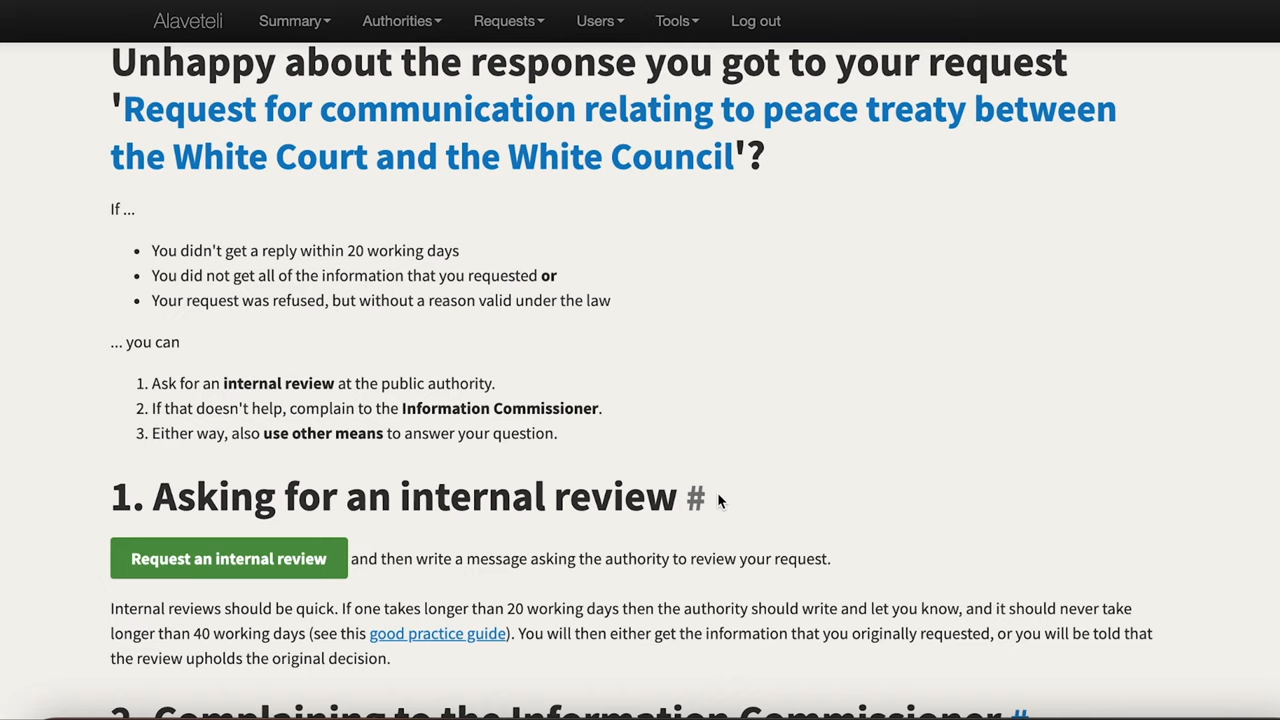 Alaveteli Summary Authorities Requests Users Tools Log out
Unhappy about the response you got to your request
'Request for communication relating to peace treaty between
the White Court and the White Council'?
If ...
• You didn't get a reply within 20 working days
• You did not get all of the information that you requested or
• Your request was refused, but without a reason valid under the law
... you can
1. Ask for an internal review at the public authority.
2. If that doesn't help, complain to the Information Commissioner.
3. Either way, also use other means to answer your question.
1. Asking for an internal review #
Request an internal review and then write a message asking the authority to review your request.
Internal reviews should be quick. If one takes longer than 20 working days then the authority should write and let you know, and it should never take
longer than 40 working days (see this good practice guide). You will then either get the information that you originally requested, or you will be told that
the review upholds the original decision.
2. Complaining to the Information Commissioner #